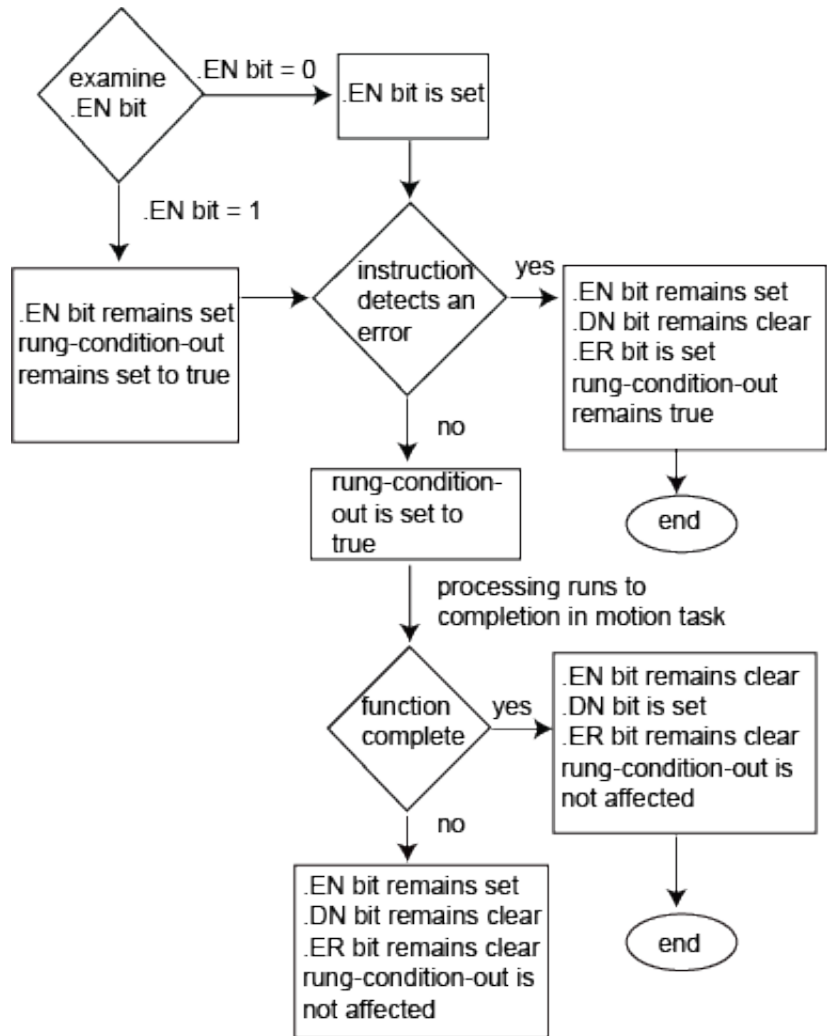 examine
.EN bit
.EN bit = 0
.EN bit is set
.EN bit = 1
.EN bit remains set
rung-condition-out
remains set to true
instruction
detects an
error
yes
.EN bit remains set
.DN bit remains clear
.ER bit is set
rung-condition-out
remains true
end
no
rung-condition-
out is set to
true
processing runs to
completion in motion task
function
complete
yes
.EN bit remains clear
.DN bit is set
.ER bit remains clear
rung-condition-out is
not affected
end
no
.EN bit remains set
.DN bit remains clear
.ER bit remains clear
rung-condition-out is
not affected